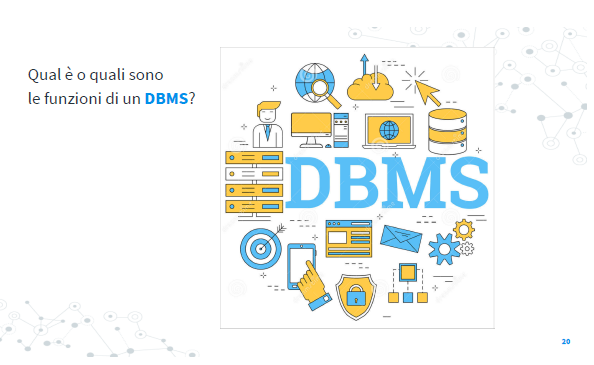 Qual è o quali sono
le funzioni di un DBMS?
DBMS
20